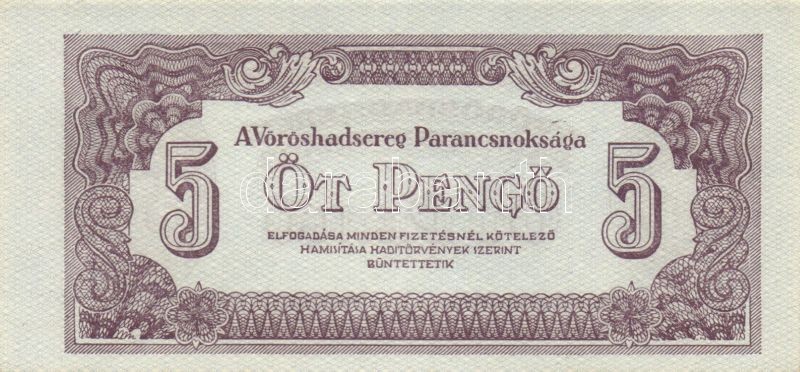 A Vöröshadsereg Parancsnoksága
5 ÖT PENGŐ 5
ELFOGADÁSA MINDEN FIZETÉSNÉL KÖTELEZŐ
HAMISÍTÁSA HADITÖRVÉNYEK SZERINT
BÜNTETTETIK